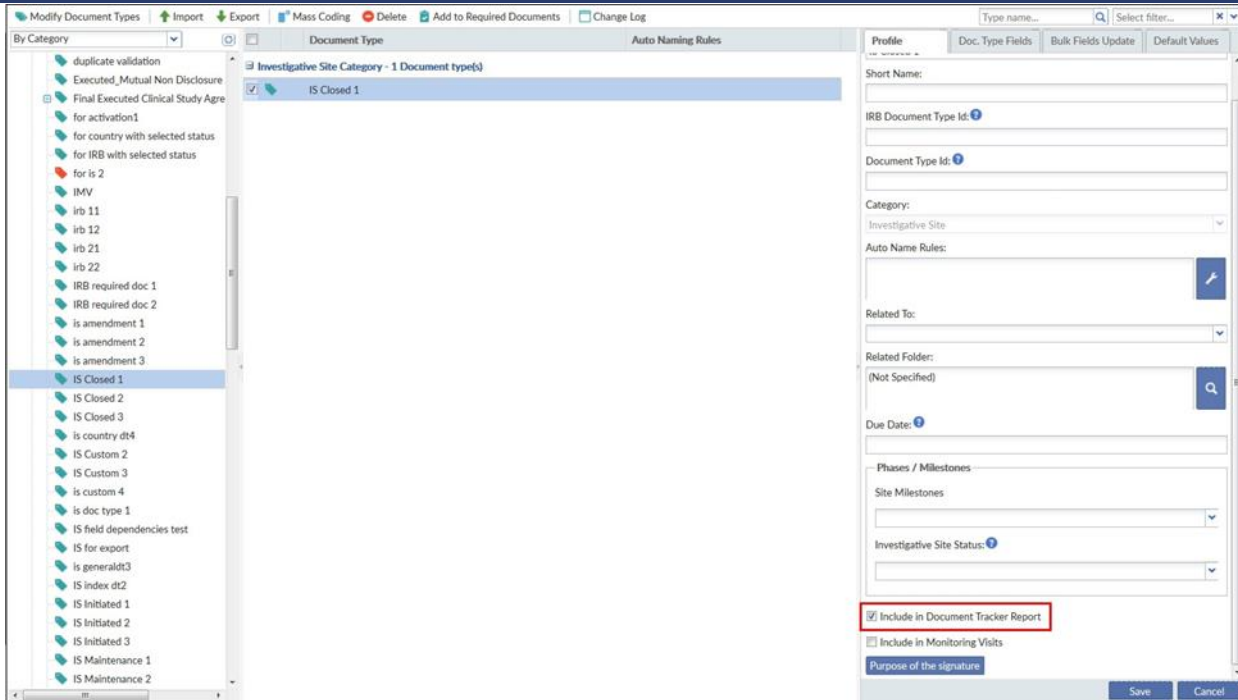 Modify Document Types Import Export Mass Coding Delete Add to Required Documents Change Log Type name... Select filter...
By Category
duplicate validation
Executed_Mutual Non Disclosure
Final Executed Clinical Study Agre
for activation1
for country with selected status
for IRB with selected status
for is 2
IMV
irb 11
irb 12
irb 21
irb 22
IRB required doc 1
IRB required doc 2
is amendment 1
is amendment 2
is amendment 3
IS Closed 1
IS Closed 2
IS Closed 3
is country dt4
IS Custom 2
IS Custom 3
is custom 4
is doc type 1
IS field dependencies test
IS for export
is generaldt3
IS index dt2
IS Initiated 1
IS Initiated 2
IS Initiated 3
IS Maintenance 1
IS Maintenance 2
Document Type Auto Naming Rules
Investigative Site Category - 1 Document type(s)
IS Closed 1
Profile Doc. Type Fields Bulk Fields Update Default Values
Short Name:
IRB Document Type Id:
Document Type Id:
Category:
Investigative Site
Auto Name Rules:
Related To:
Related Folder:
(Not Specified)
Due Date:
Phases / Milestones
Site Milestones
Investigative Site Status:
Include in Document Tracker Report
Include in Monitoring Visits
Purpose of the signature
Save Cancel